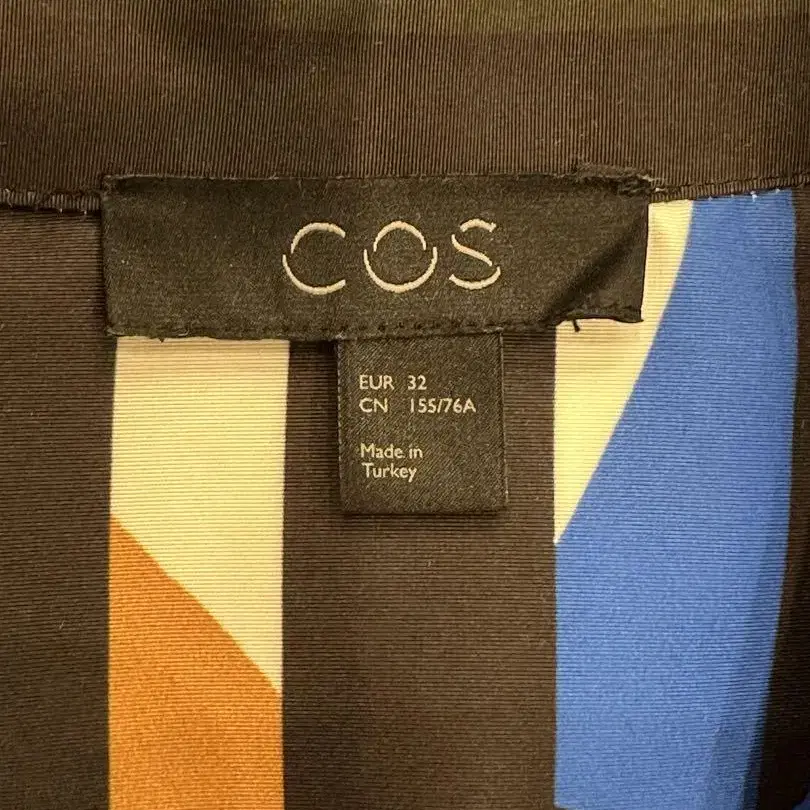 COS
EUR 32
CN 155/76A
Made in
Turkey